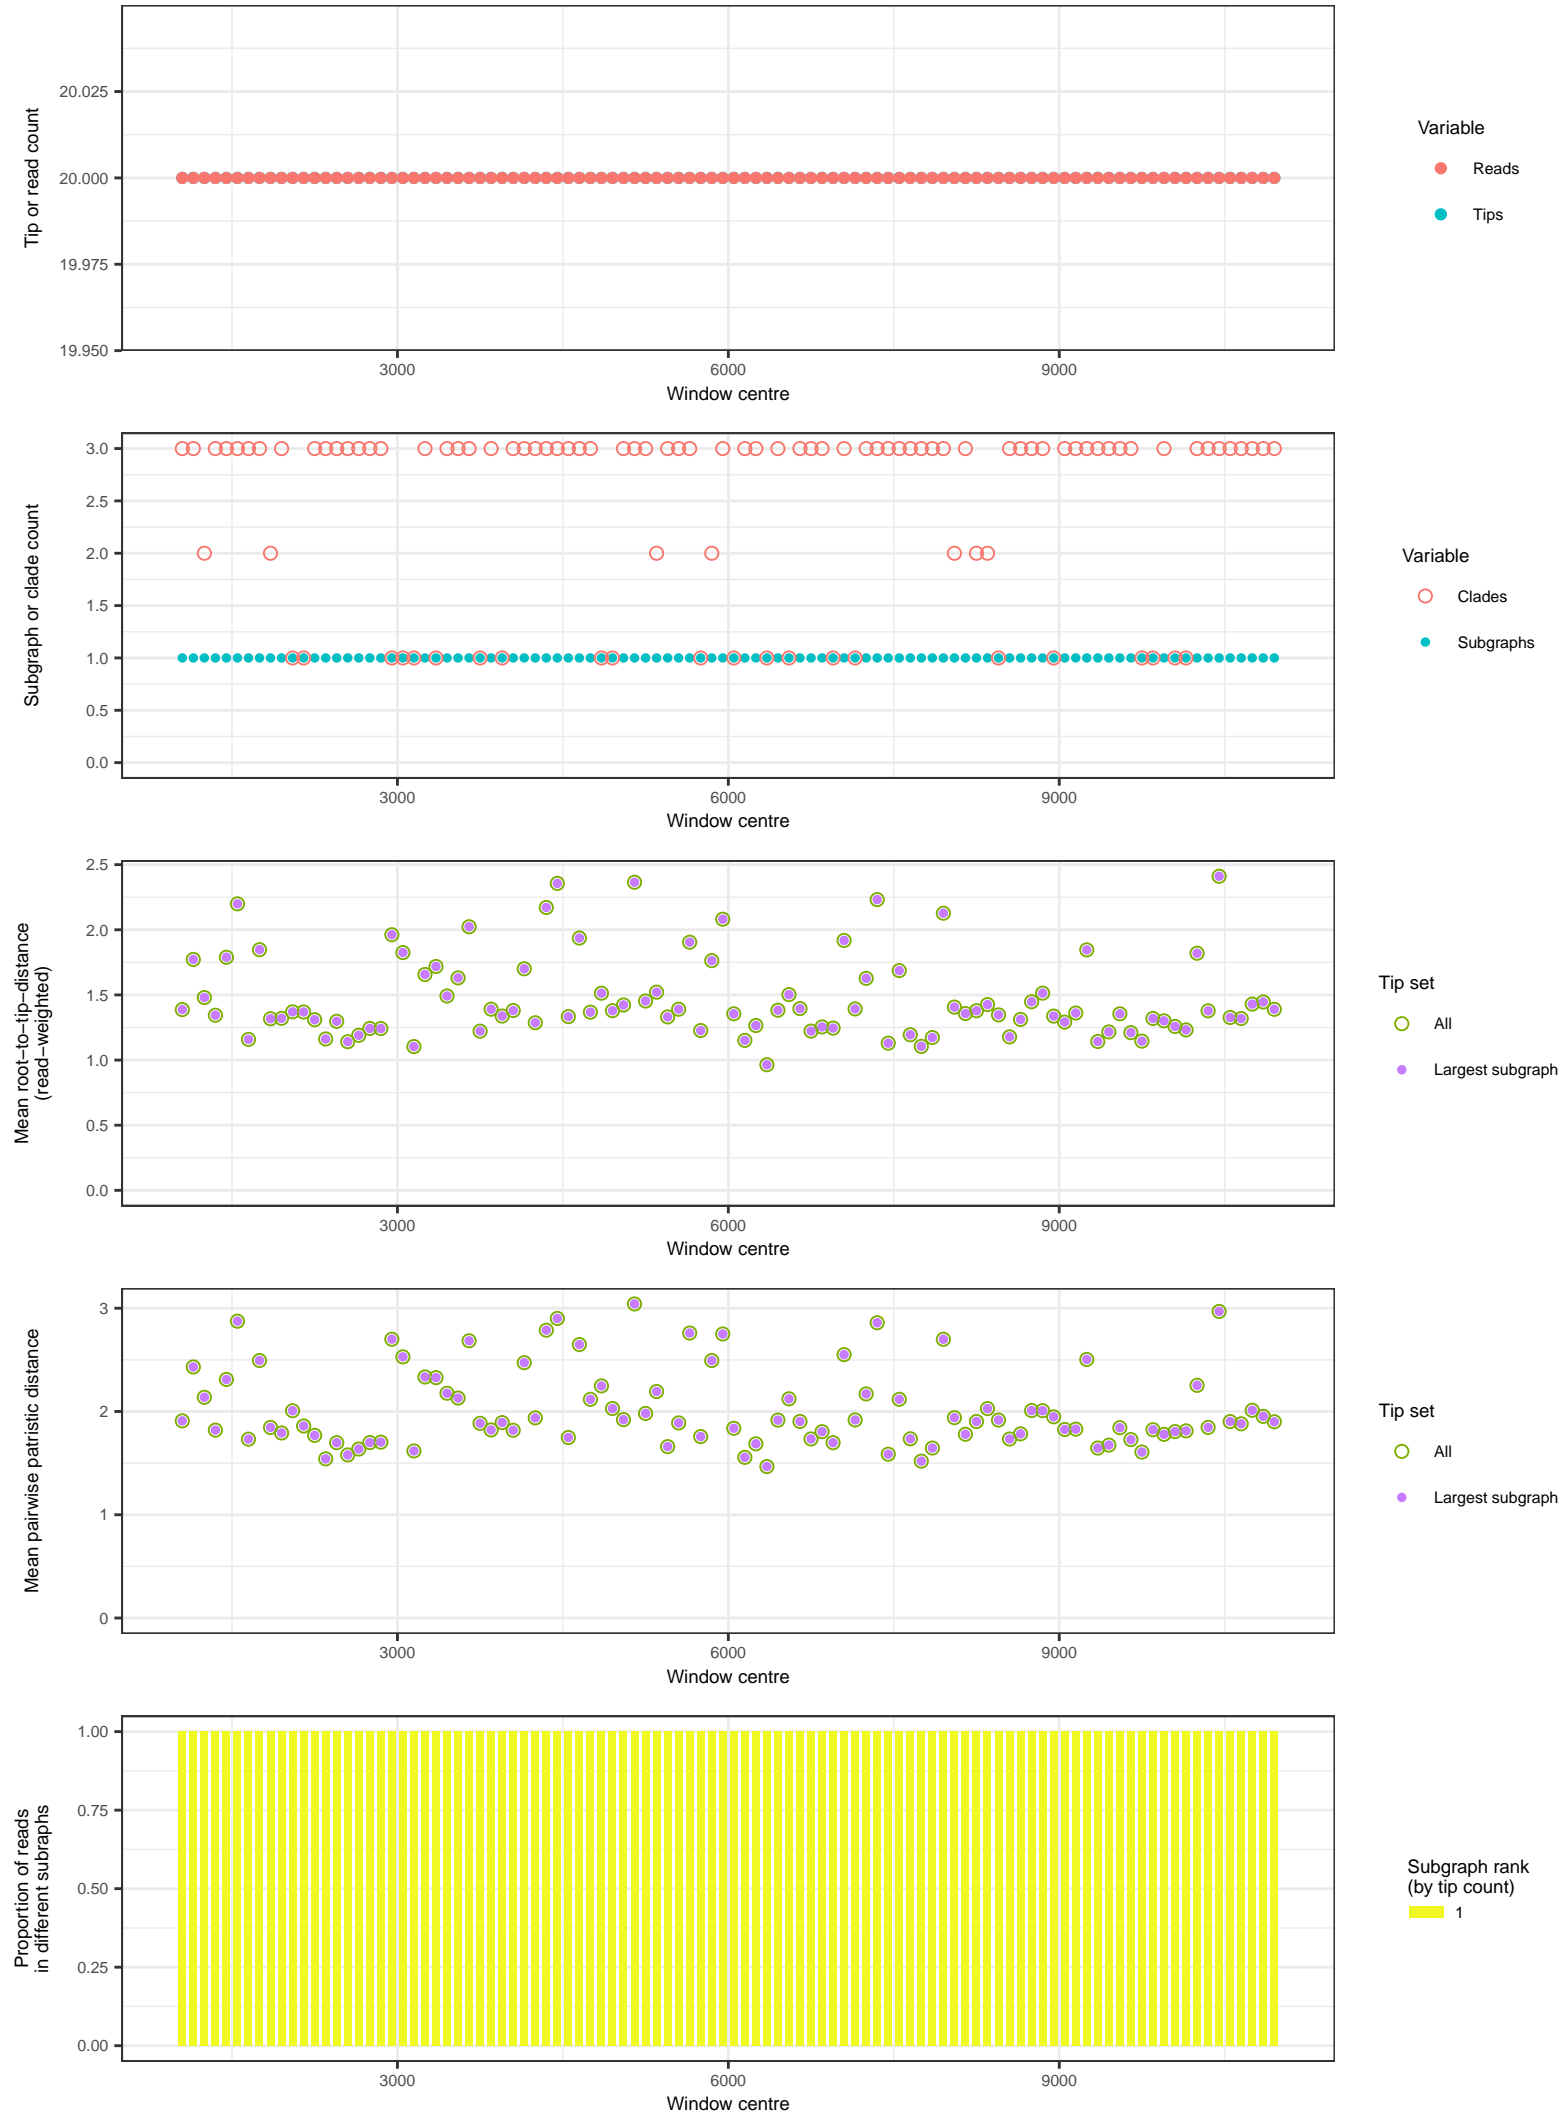 20.025
20.000
19.975
19.950
Tip or read count
3000 6000 9000
Window centre
Variable
Reads
Tips
3.0
2.5
2.0
1.5
1.0
0.5
0.0
Subgraph or clade count
3000 6000 9000
Window centre
Variable
Clades
Subgraphs
2.5
2.0
1.5
1.0
0.5
0.0
Mean root−to−tip−distance
(read−weighted)
3000 6000 9000
Window centre
Tip set
All
Largest subgraph
3
2
1
0
Mean pairwise patristic distance
3000 6000 9000
Window centre
Tip set
All
Largest subgraph
1.00
0.75
0.50
0.25
0.00
Proportion of reads
in different subraphs
3000 6000 9000
Window centre
Subgraph rank
(by tip count)
1